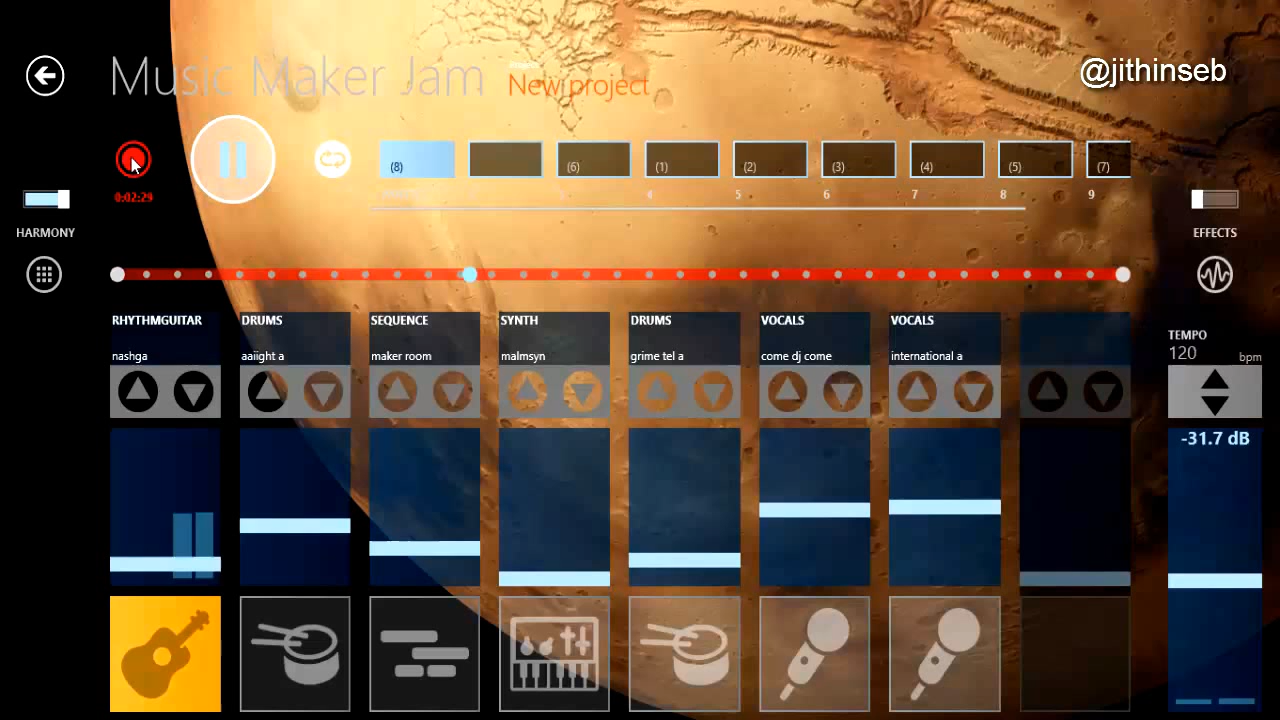 Music Maker Jam
New project
@jithinseb
0:02:29
(8)
(6)
(1)
(2)
(3)
(4)
(5)
(7)
4
5
6
7
8
9
HARMONY
EFFECTS
RHYTHMGUITAR
DRUMS
SEQUENCE
SYNTH
DRUMS
VOCALS
VOCALS
nashga
aaiight a
maker room
malmsyn
grime tel a
come dj come
international a
TEMPO
120
bpm
-31.7 dB